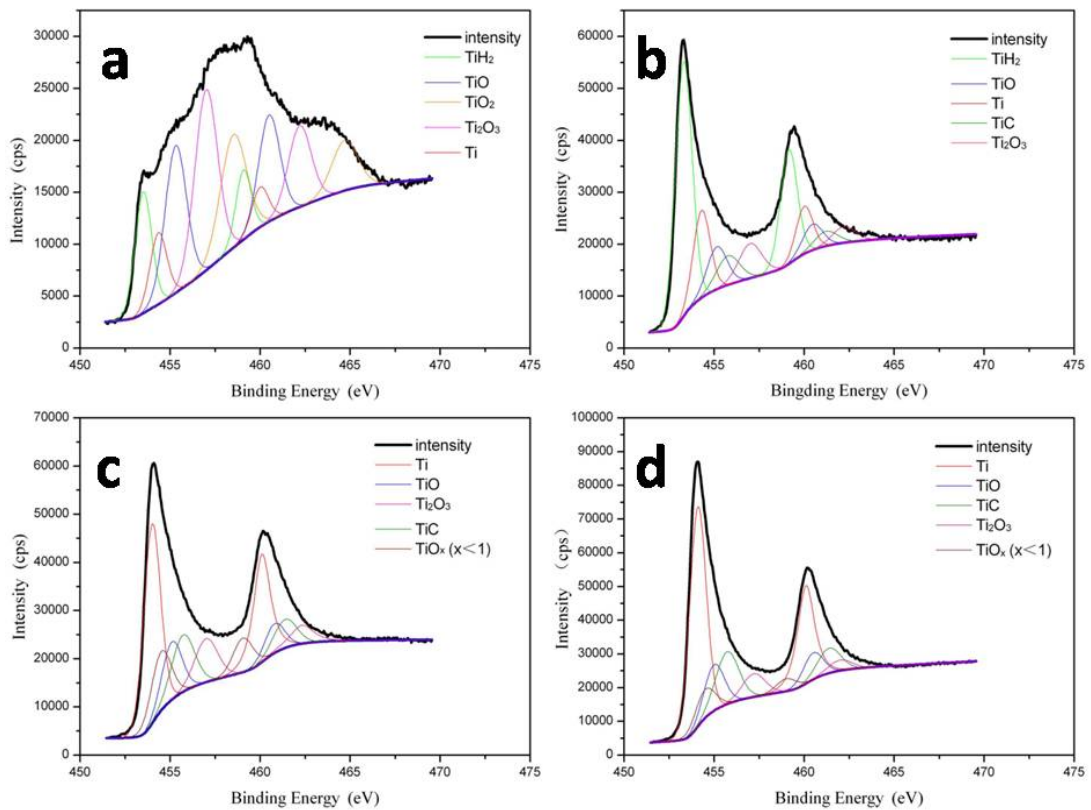 a
30000
25000
20000
15000
10000
5000
0
Intensity (cps)
intensity
TiH₂
TiO
TiO₂
Ti₂O₃
Ti
450 455 460 465 470 475
Binding Energy (eV)
b
60000
50000
40000
30000
20000
10000
0
Intensity (cps)
intensity
TiH₂
TiO
Ti
TiC
Ti₂O₃
450 455 460 465 470 475
Bingding Energy (eV)
c
70000
60000
50000
40000
30000
20000
10000
0
Intensity (cps)
intensity
Ti
TiO
Ti₂O₃
TiC
TiOₓ (x<1)
450 455 460 465 470 475
Binding Energy (eV)
d
100000
90000
80000
70000
60000
50000
40000
30000
20000
10000
0
Intensity (cps)
intensity
Ti
TiO
TiC
Ti₂O₃
TiOₓ (x<1)
450 455 460 465 470 475
Binding Energy (eV)